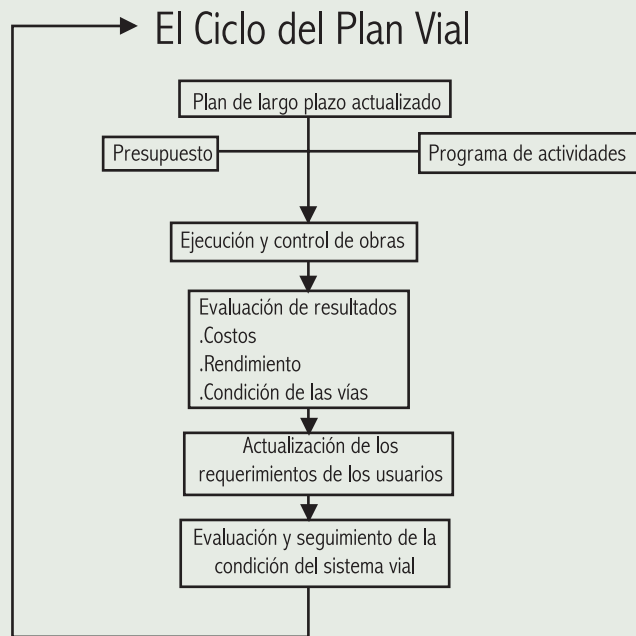 El Ciclo del Plan Vial
Plan de largo plazo actualizado
Presupuesto
Programa de actividades
Ejecución y control de obras
Evaluación de resultados
.Costos
.Rendimiento
.Condición de las vías
Actualización de los
requerimientos de los usuarios
Evaluación y seguimiento de la
condición del sistema vial